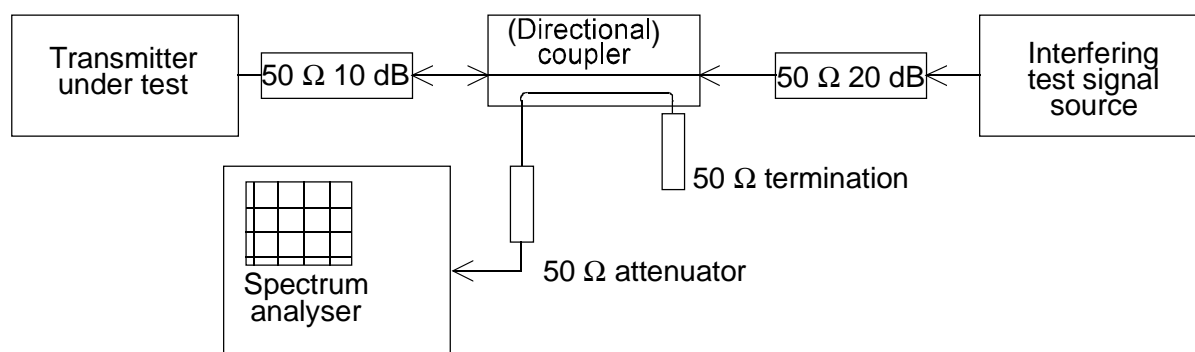 Transmitter
under test
50 Ω 10 dB
(Directional)
coupler
50 Ω 20 dB
Interfering
test signal
source
50 Ω termination
50 Ω attenuator
Spectrum
analyser